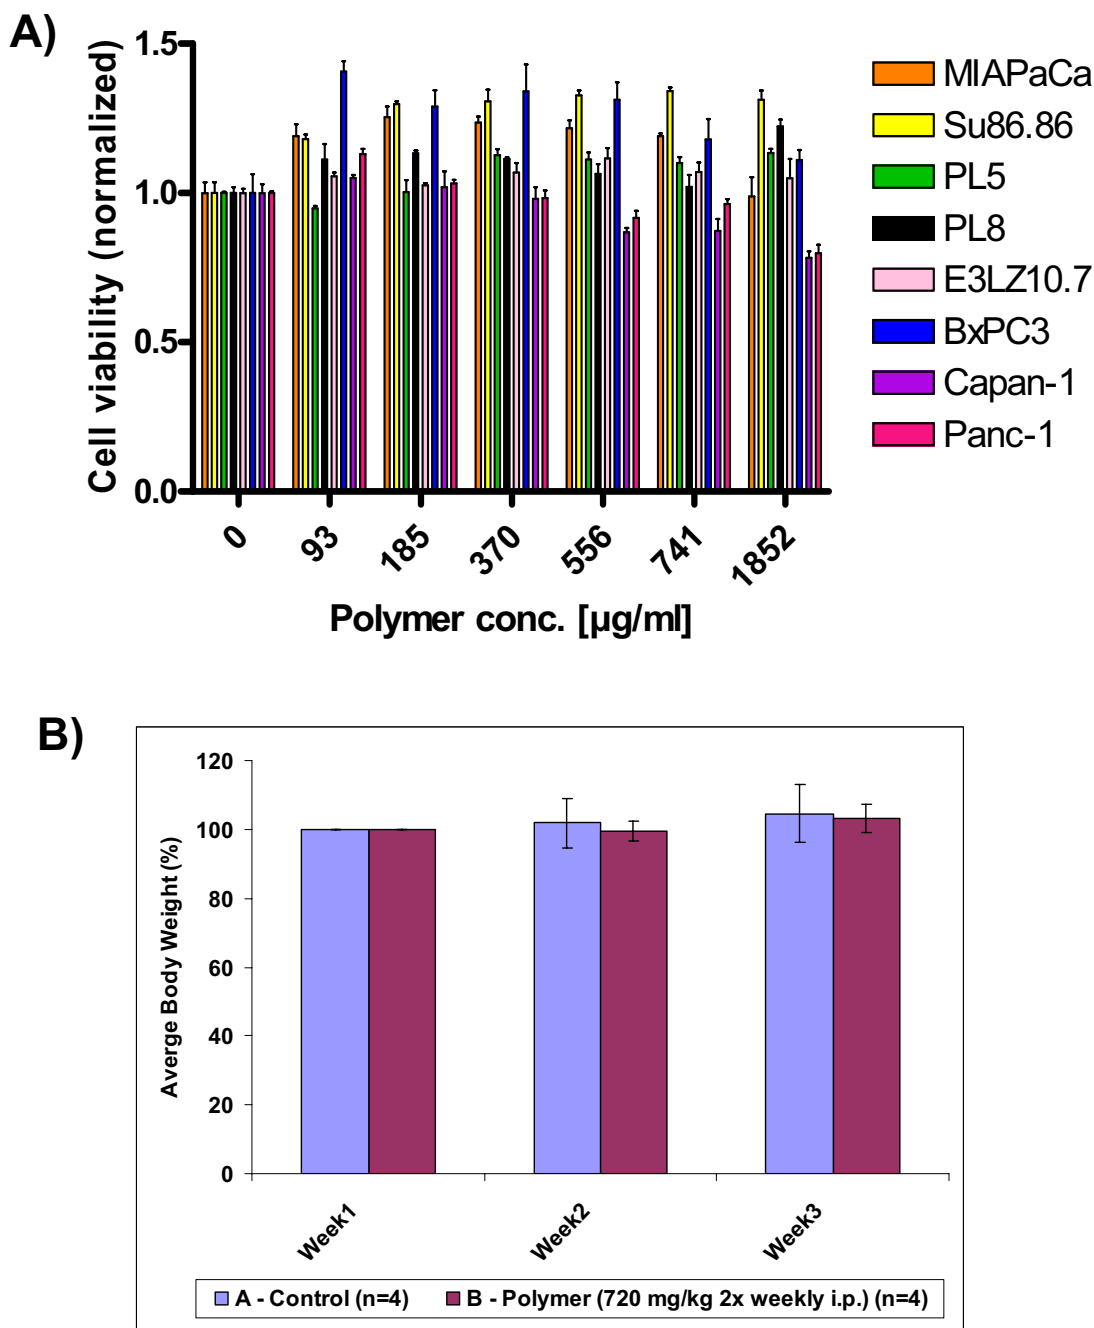 A)
1.5
1.0
0.5
0.0
Cell viability (normalized)
0
93
185
370
556
741
1852
Polymer conc. [µg/ml]
MIAPaCa
Su86.86
PL5
PL8
E3LZ10.7
BxPC3
Capan-1
Panc-1
B)
120
100
80
60
40
20
0
Averge Body Weight (%)
Week1
Week2
Week3
A - Control (n=4)
B - Polymer (720 mg/kg 2x weekly i.p.) (n=4)